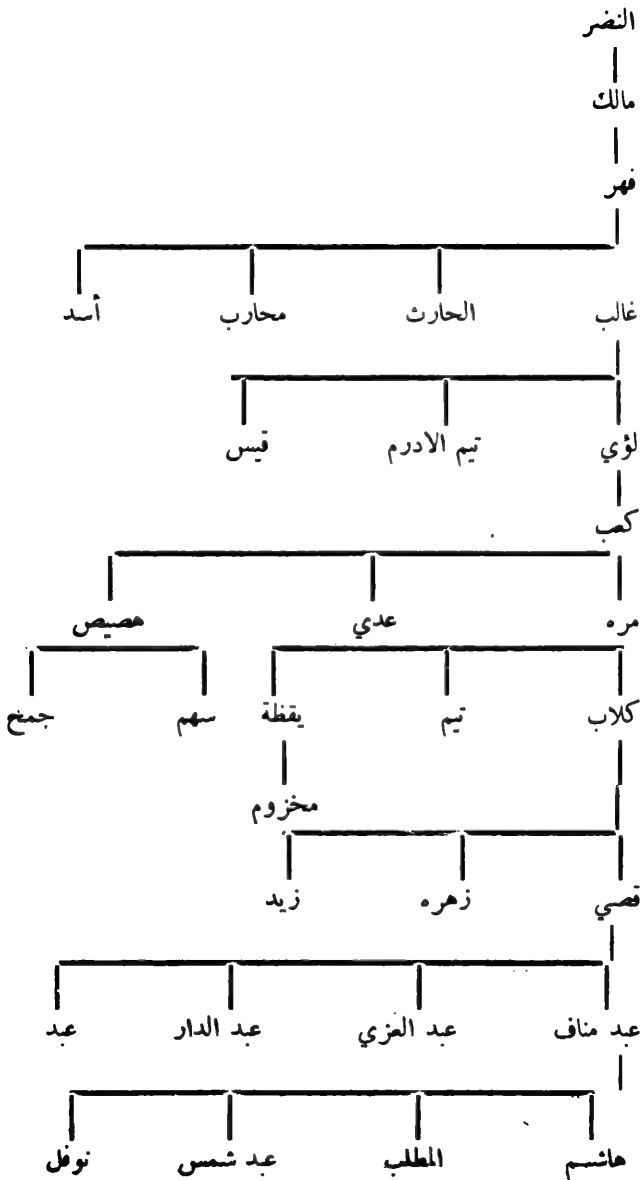 النضر
مالك
فهر
غالب الحارث محارب أسد
لؤي تيم الادرم قيس
كعب
مره عدي هصيص
كلاب تيم يقظة سهم جمخ
مخزوم
قصي زهره زيد
عبد مناف عبد العزي عبد الدار عبد
هاشم المطلب عبد شمس نوفل